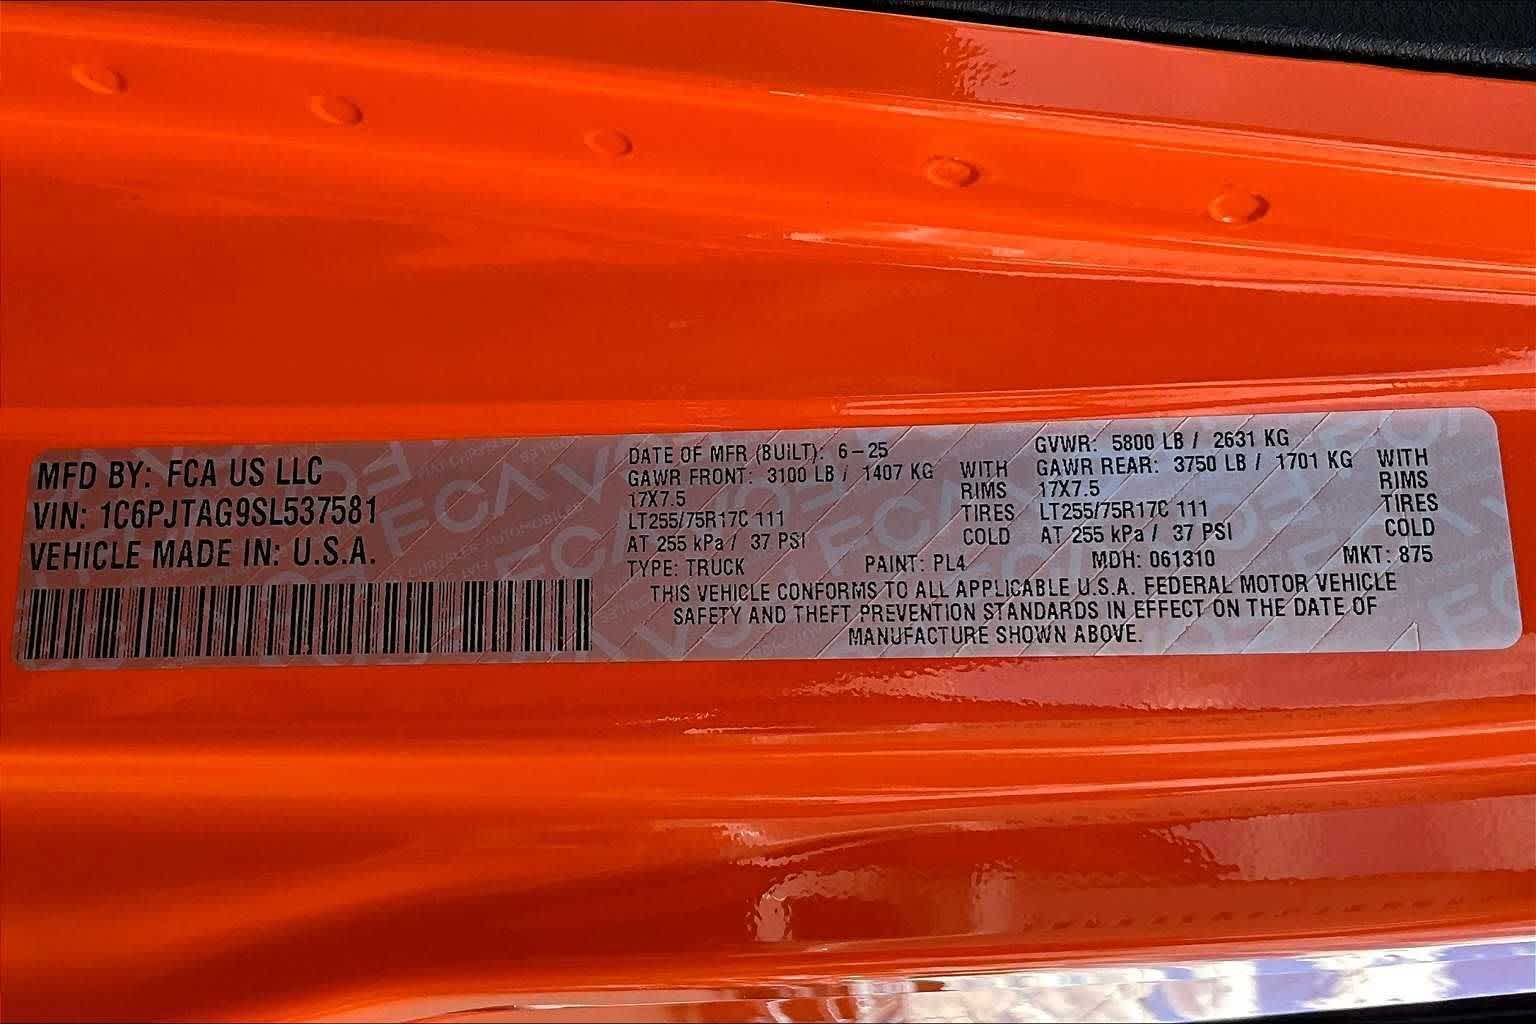 MFD BY: FCA US LLC
VIN: 1C6PJTAG9SL537581
VEHICLE MADE IN: U.S.A.
DATE OF MFR (BUILT): 6-25
GAWR FRONT: 3100 LB / 1407 KG WITH
17X7.5 RIMS
LT255/75R17C 111 TIRES
AT 255 kPa / 37 PSI COLD
GVWR: 5800 LB / 2631 KG
GAWR REAR: 3750 LB / 1701 KG WITH
17X7.5 RIMS
LT255/75R17C 111 TIRES
AT 255 kPa / 37 PSI COLD
TYPE: TRUCK PAINT: PL4 MDH: 061310 MKT: 875
THIS VEHICLE CONFORMS TO ALL APPLICABLE U.S.A. FEDERAL MOTOR VEHICLE
SAFETY AND THEFT PREVENTION STANDARDS IN EFFECT ON THE DATE OF
MANUFACTURE SHOWN ABOVE.